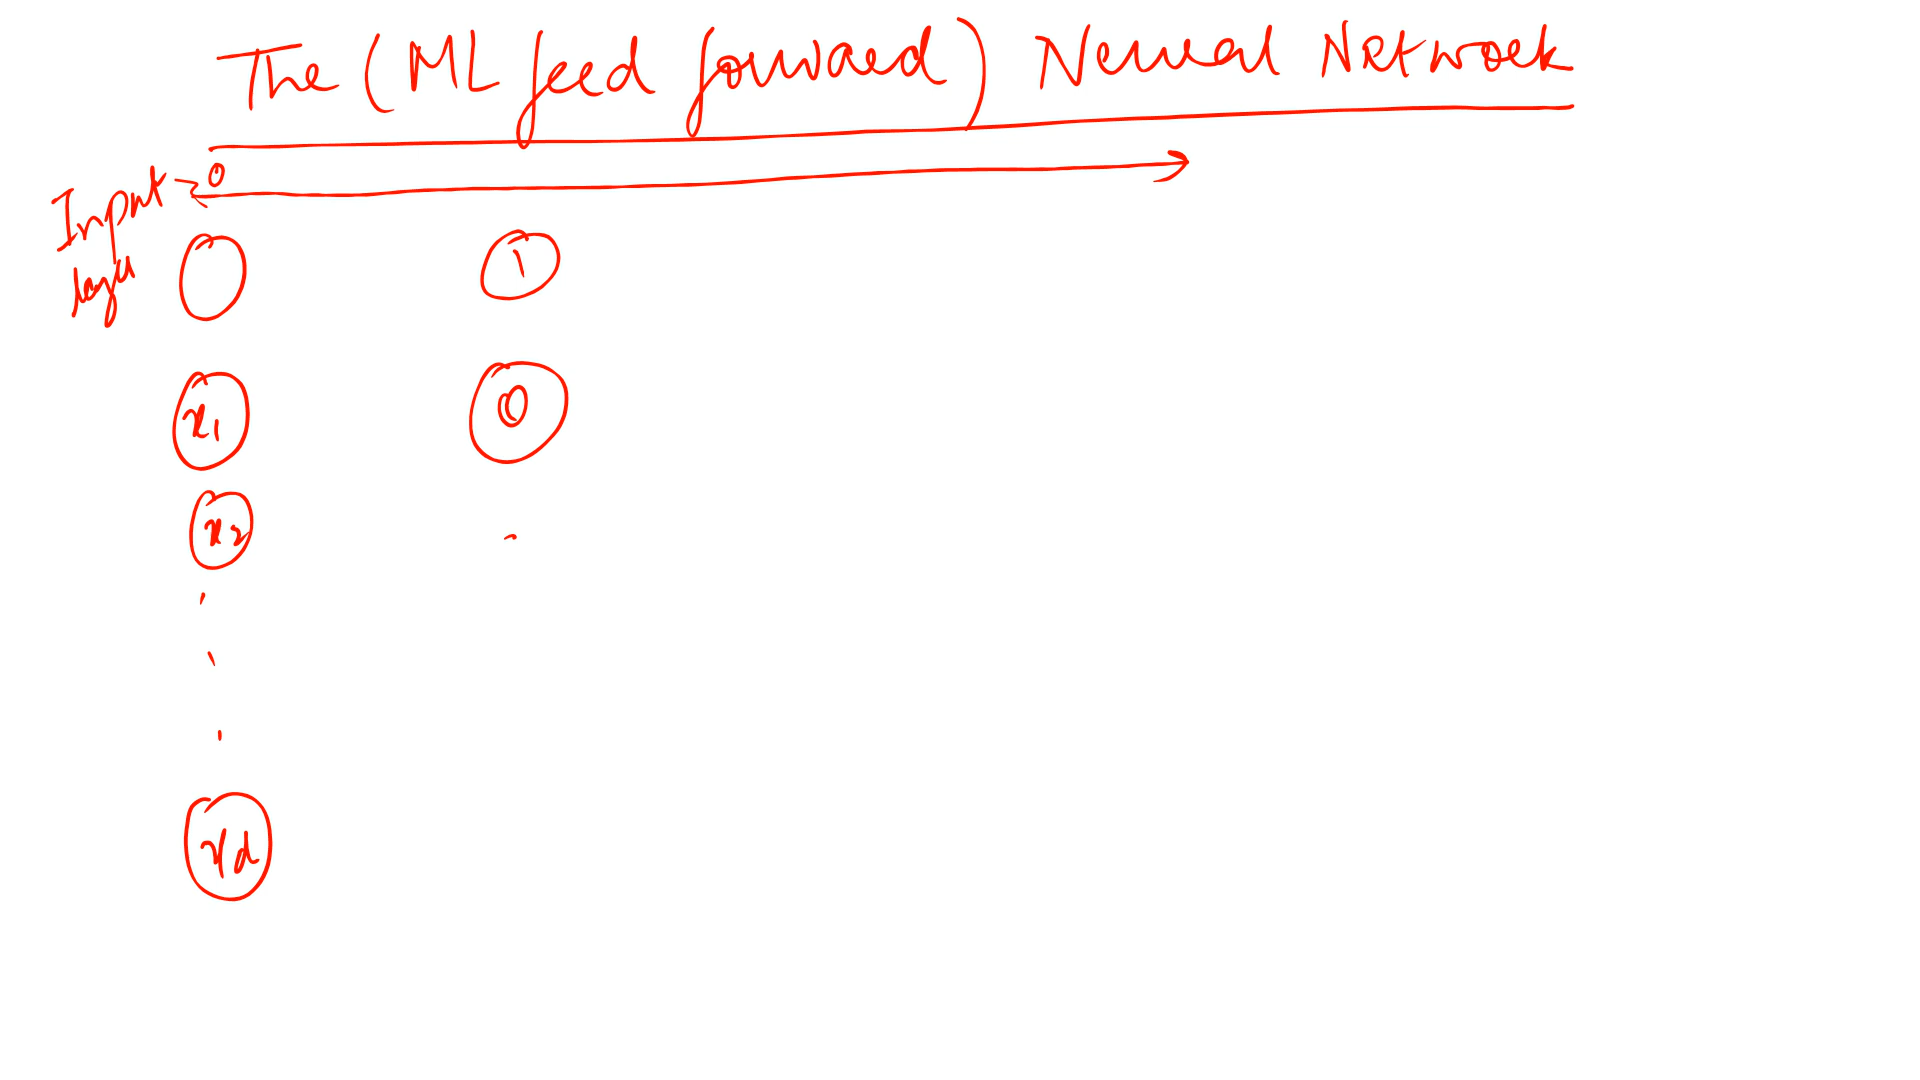 The (ML feed forward) Neural Network
Input
layer
0
1
x1
0
x2
xd